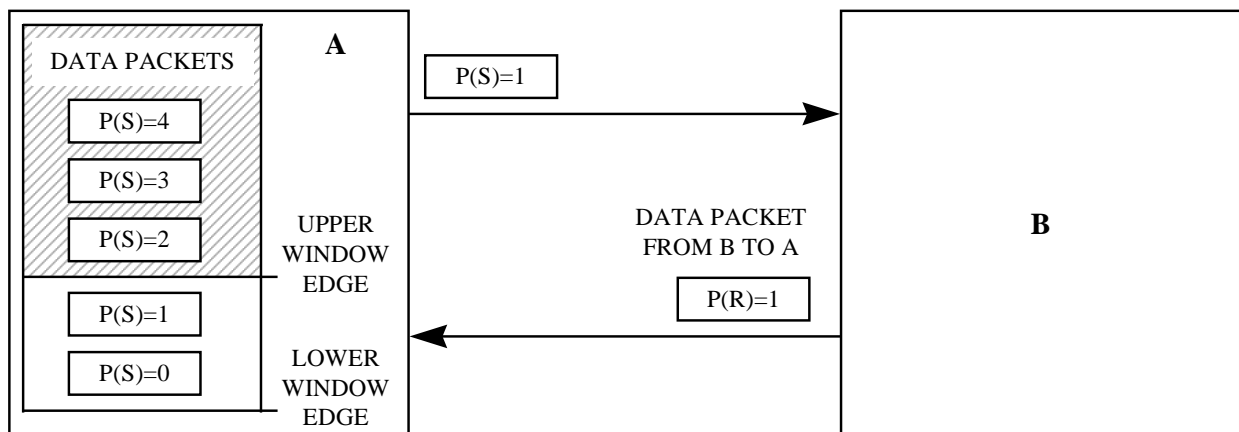 A
DATA PACKETS
P(S)=4
P(S)=3
P(S)=2
UPPER
WINDOW
EDGE
P(S)=1
P(S)=0
LOWER
WINDOW
EDGE
P(S)=1
DATA PACKET
FROM B TO A
P(R)=1
B